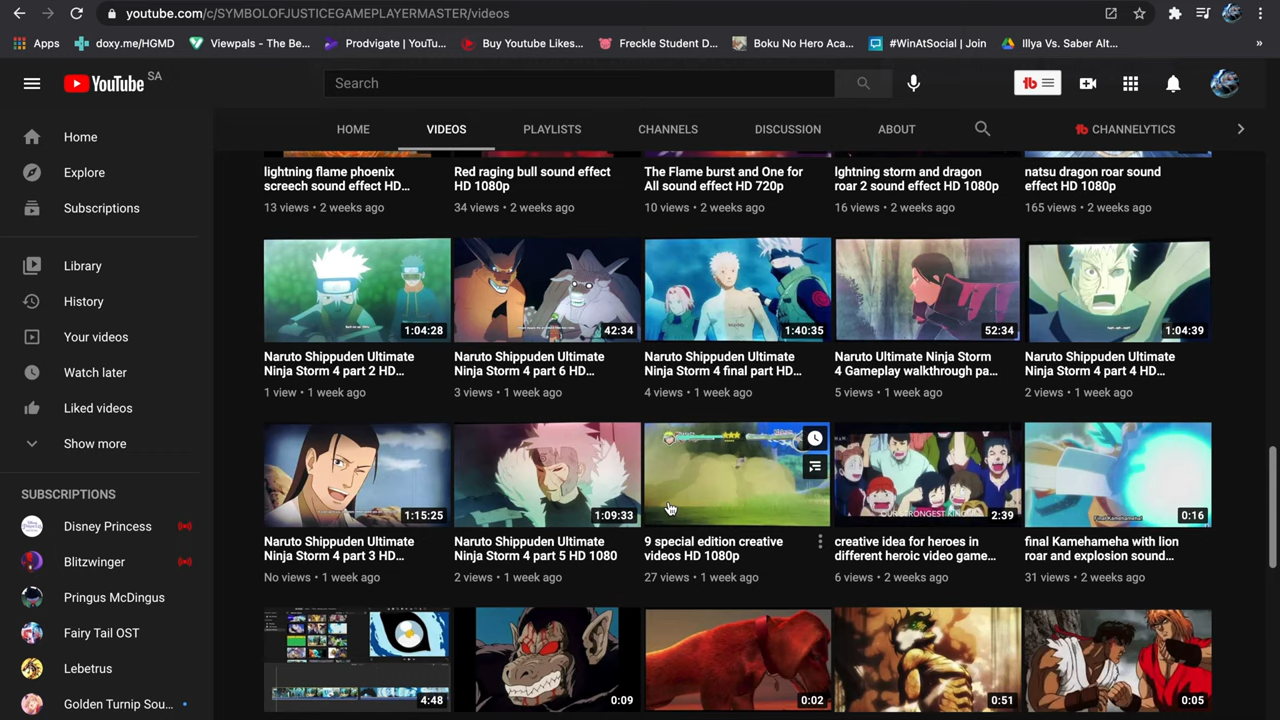 youtube.com/c/SYMBOLOFJUSTICEGAMEPLAYERMASTER/videos
Apps
doxy.me/HGMD
Viewpals - The Be...
Prodvigate | YouTu...
Buy Youtube Likes...
Freckle Student D...
Boku No Hero Aca...
#WinAtSocial | Join
Illya Vs. Saber Alt...
»
YouTube SA
Search
HOME
VIDEOS
PLAYLISTS
CHANNELS
DISCUSSION
ABOUT
CHANNELYTICS
Home
Explore
Subscriptions
Library
History
Your videos
Watch later
Liked videos
Show more
SUBSCRIPTIONS
Disney Princess
Blitzwinger
Pringus McDingus
Fairy Tail OST
Lebetrus
Golden Turnip Sou...
lightning flame phoenix
screech sound effect HD...
13 views • 2 weeks ago
Red raging bull sound effect
HD 1080p
34 views • 2 weeks ago
The Flame burst and One for
All sound effect HD 720p
10 views • 2 weeks ago
lghtning storm and dragon
roar 2 sound effect HD 1080p
16 views • 2 weeks ago
natsu dragon roar sound
effect HD 1080p
165 views • 2 weeks ago
1:04:28
Naruto Shippuden Ultimate
Ninja Storm 4 part 2 HD...
1 view • 1 week ago
42:34
Naruto Shippuden Ultimate
Ninja Storm 4 part 6 HD...
3 views • 1 week ago
1:40:35
Naruto Shippuden Ultimate
Ninja Storm 4 final part HD...
4 views • 1 week ago
52:34
Naruto Ultimate Ninja Storm
4 Gameplay walkthrough pa...
5 views • 1 week ago
1:04:39
Naruto Shippuden Ultimate
Ninja Storm 4 part 4 HD...
2 views • 1 week ago
1:15:25
Naruto Shippuden Ultimate
Ninja Storm 4 part 3 HD...
No views • 1 week ago
1:09:33
Naruto Shippuden Ultimate
Ninja Storm 4 part 5 HD 1080
2 views • 1 week ago
9 special edition creative
videos HD 1080p
27 views • 1 week ago
OUR STRONGEST KING
2:39
creative idea for heroes in
different heroic video game...
6 views • 2 weeks ago
Final Kamehameha!
0:16
final Kamehameha with lion
roar and explosion sound...
31 views • 2 weeks ago
4:48
0:09
0:02
0:51
0:05